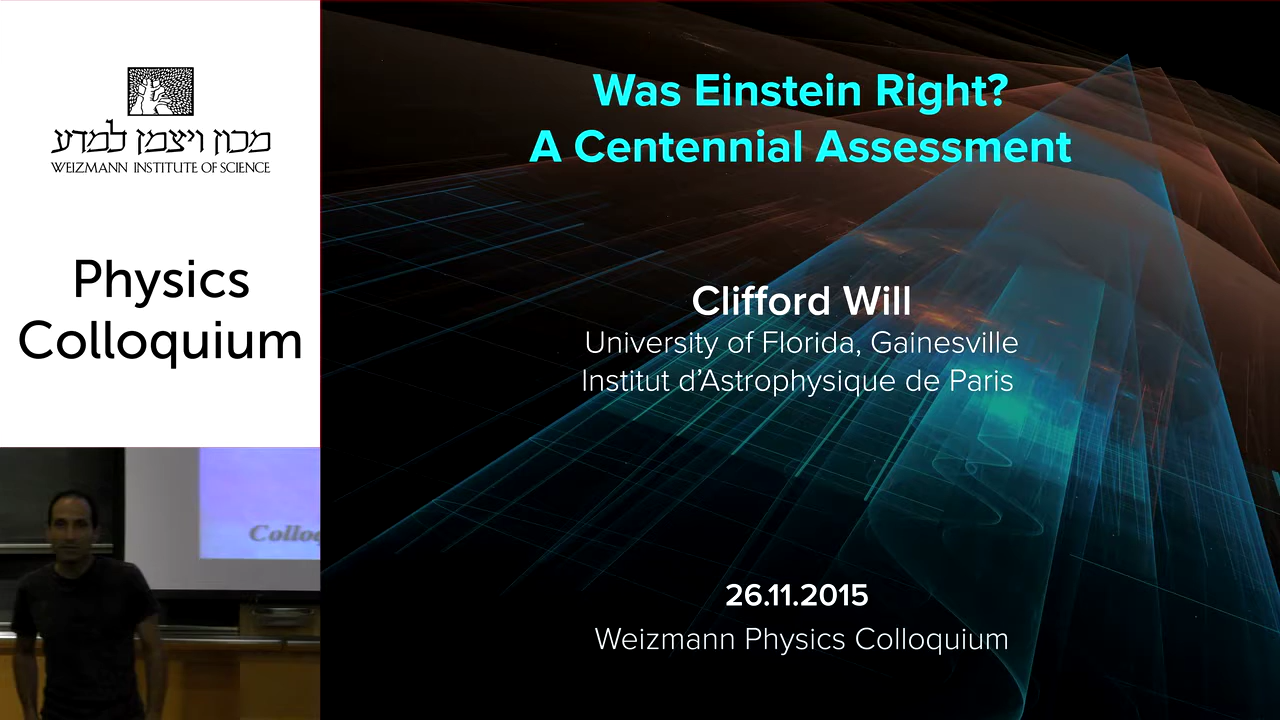 מכון ויצמן למדע
WEIZMANN INSTITUTE OF SCIENCE
Physics
Colloquium
Was Einstein Right?
A Centennial Assessment
Clifford Will
University of Florida, Gainesville
Institut d'Astrophysique de Paris
26.11.2015
Weizmann Physics Colloquium